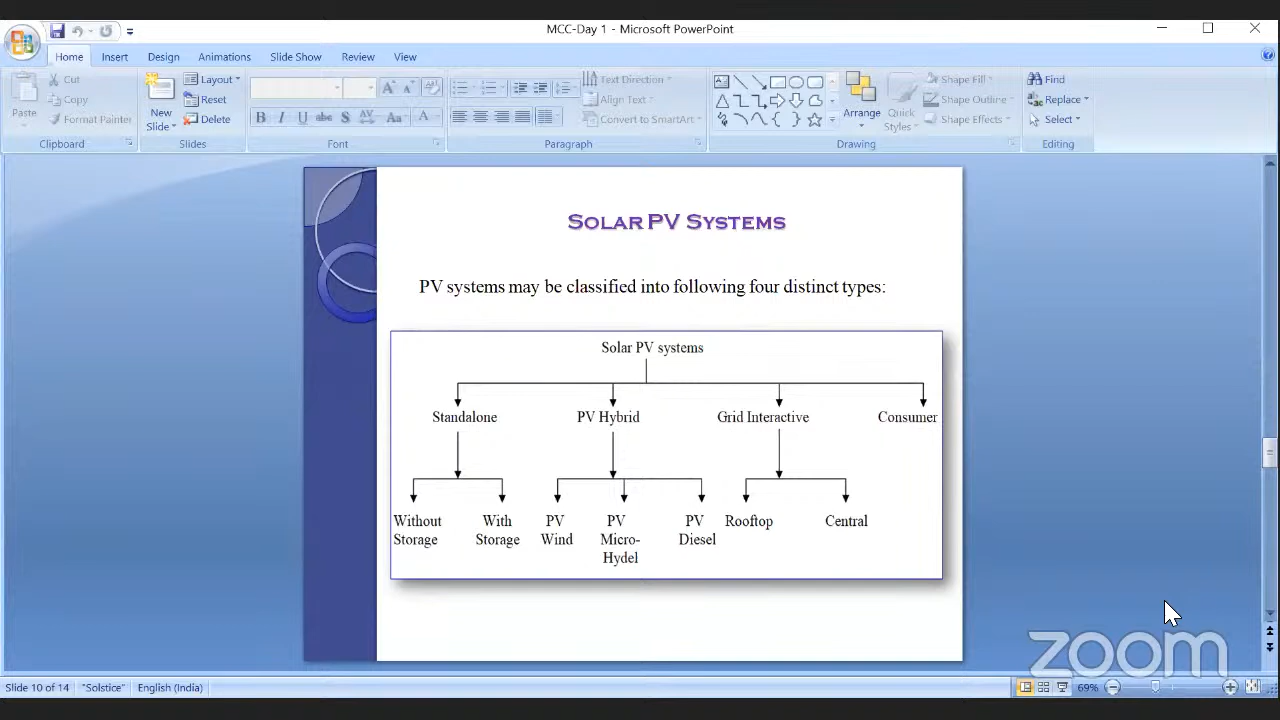 MCC-Day 1 - Microsoft PowerPoint
Home Insert Design Animations Slide Show Review View
Cut Layout Text Direction Shape Fill Find
Paste Copy New Slide Reset Align Text Arrange Quick Styles Shape Outline Replace
Format Painter Delete B I U abc S AV Aa A Convert to SmartArt Shape Effects Select
Clipboard Slides Font Paragraph Drawing Editing
SOLAR PV SYSTEMS
PV systems may be classified into following four distinct types:
Solar PV systems
Standalone PV Hybrid Grid Interactive Consumer
Without With PV PV PV Rooftop Central
Storage Storage Wind Micro- Diesel
Hydel
zoom
Slide 10 of 14 "Solstice" English (India) 69%